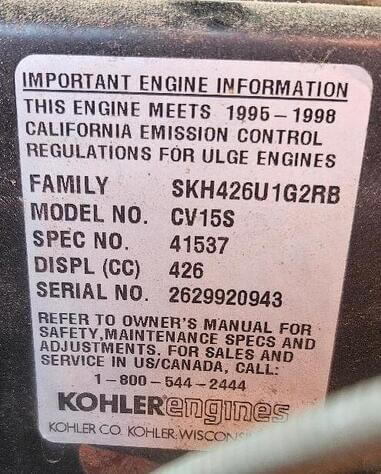 IMPORTANT ENGINE INFORMATION
THIS ENGINE MEETS 1995-1998
CALIFORNIA EMISSION CONTROL
REGULATIONS FOR ULGE ENGINES
FAMILY SKH426U1G2RB
MODEL NO. CV15S
SPEC NO. 41537
DISPL (CC) 426
SERIAL NO. 2629920943
REFER TO OWNER'S MANUAL FOR
SAFETY, MAINTENANCE SPECS AND
ADJUSTMENTS. FOR SALES AND
SERVICE IN US/CANADA, CALL:
1-800-544-2444
KOHLER engines
KOHLER CO. KOHLER,